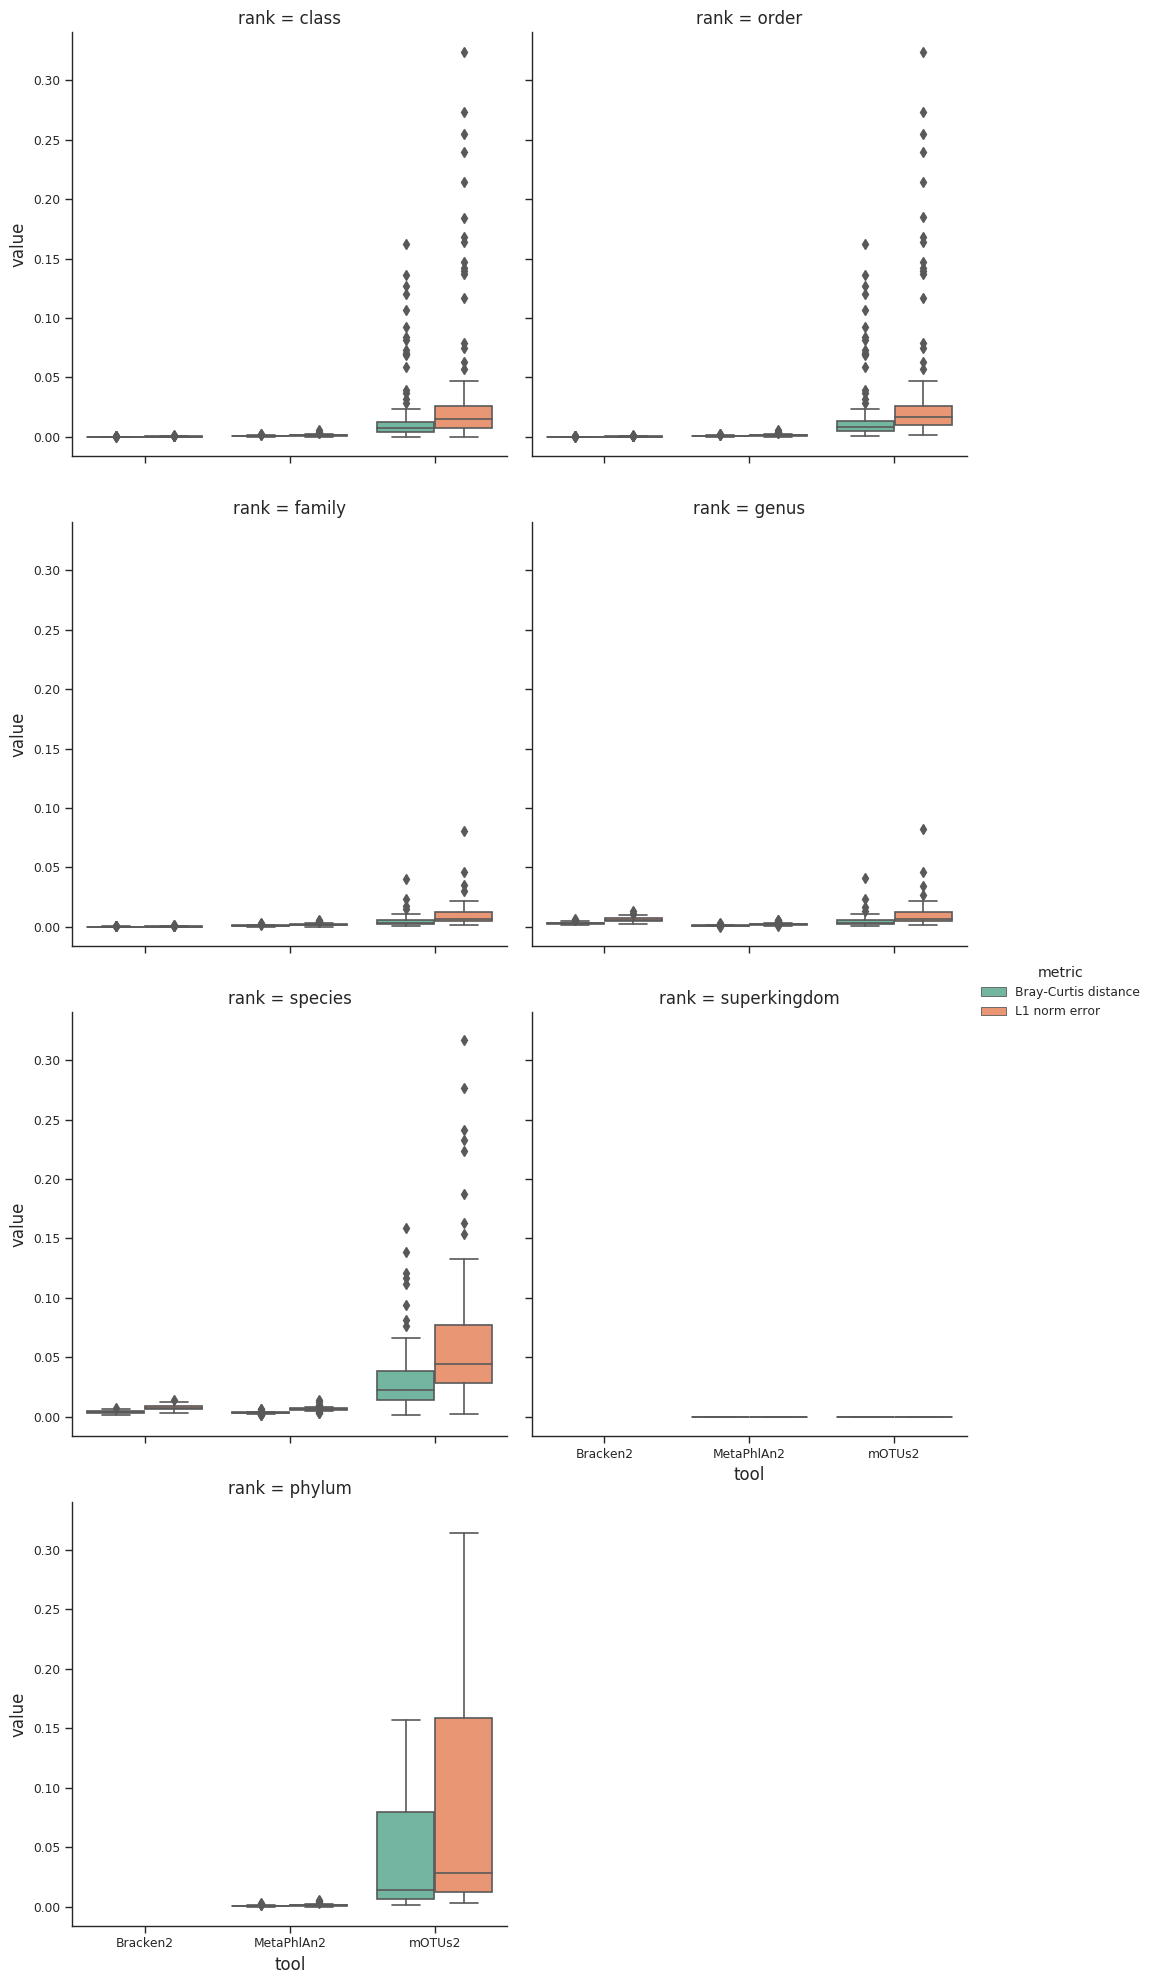 rank = class
rank = order
0.30
0.25
0.20
0.15
0.10
0.05
0.00
value
rank = family
rank = genus
0.30
0.25
0.20
0.15
0.10
0.05
0.00
value
metric
Bray-Curtis distance
L1 norm error
rank = species
rank = superkingdom
0.30
0.25
0.20
0.15
0.10
0.05
0.00
value
Bracken2
MetaPhlAn2
mOTUs2
tool
rank = phylum
0.30
0.25
0.20
0.15
0.10
0.05
0.00
value
Bracken2
MetaPhlAn2
mOTUs2
tool